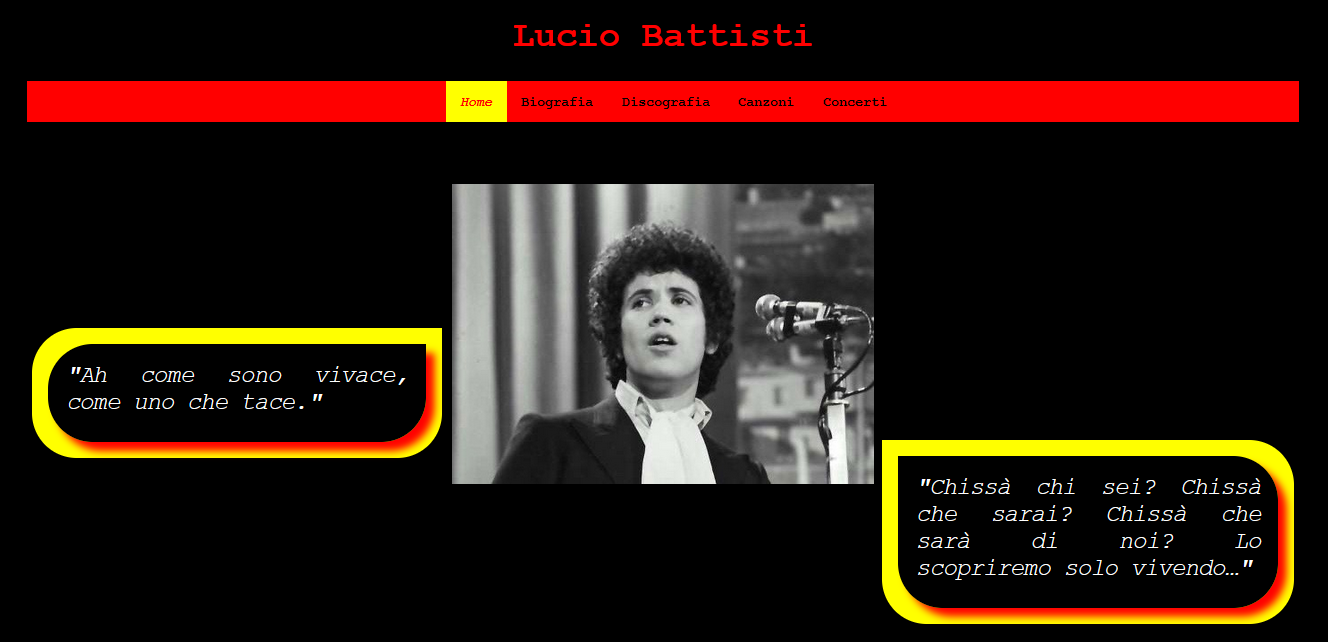 Lucio Battisti
Home Biografia Discografia Canzoni Concerti
"Ah come sono vivace,
come uno che tace."
"Chissà chi sei? Chissà
che sarai? Chissà che
sarà di noi? Lo
scopriremo solo vivendo…"